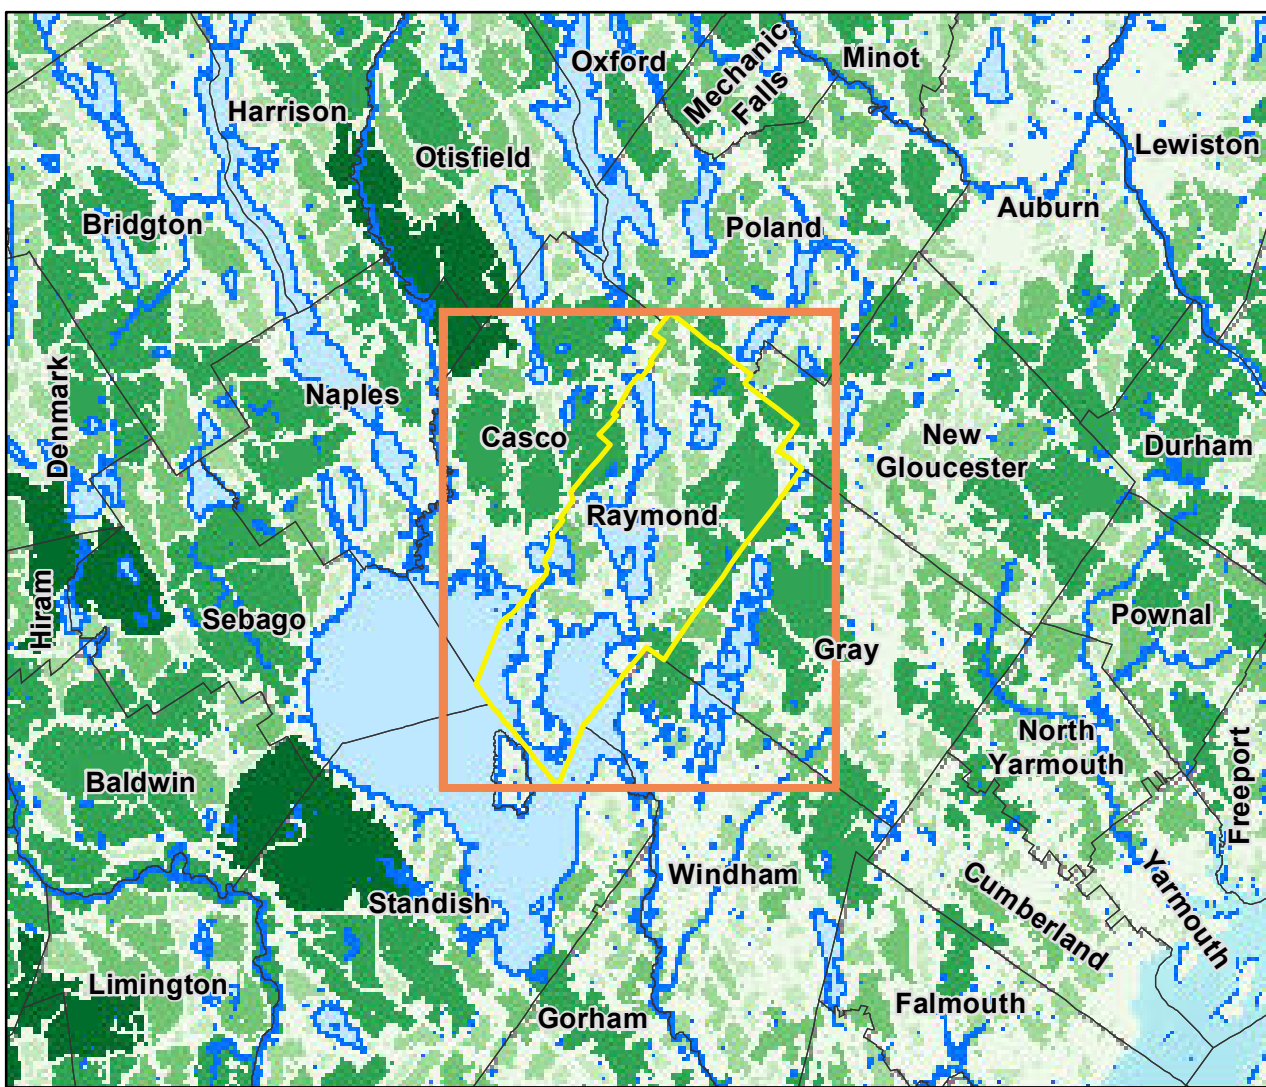 Oxford
Mechanic
Falls
Minot
Harrison
Otisfield
Lewiston
Auburn
Bridgton
Poland
Denmark
Naples
Casco
New
Gloucester
Durham
Raymond
Hiram
Sebago
Pownal
Gray
North
Yarmouth
Baldwin
Freeport
Windham
Standish
Cumberland
Yarmouth
Limington
Falmouth
Gorham